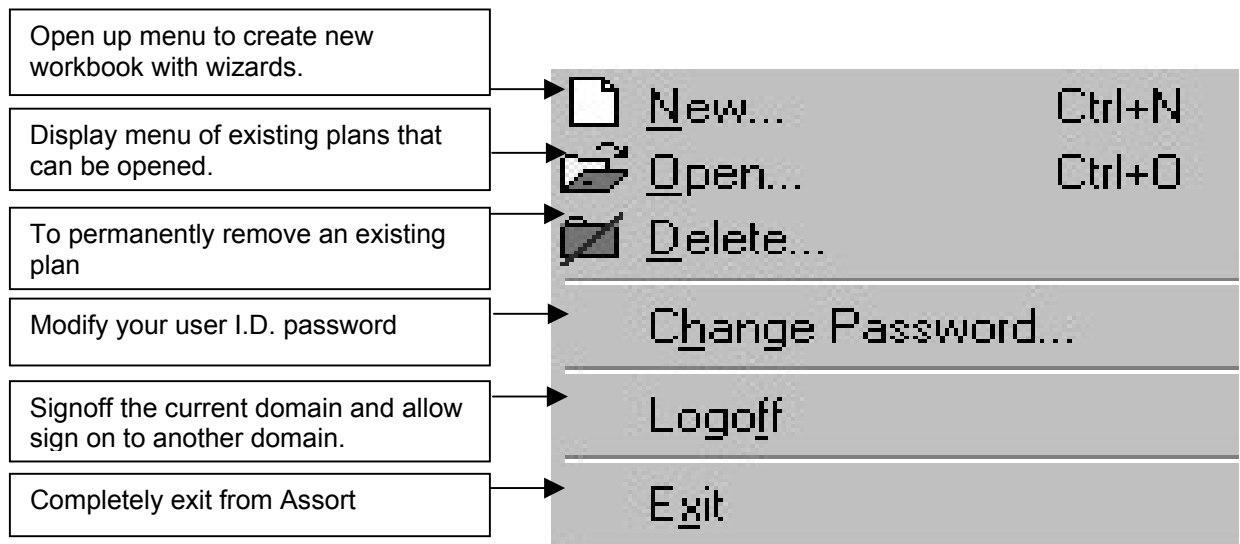 Open up menu to create new
workbook with wizards.
Display menu of existing plans that
can be opened.
To permanently remove an existing
plan
Modify your user I.D. password
Signoff the current domain and allow
sign on to another domain.
Completely exit from Assort
New... Ctrl+N
Open... Ctrl+O
Delete...
Change Password...
Logoff
Exit